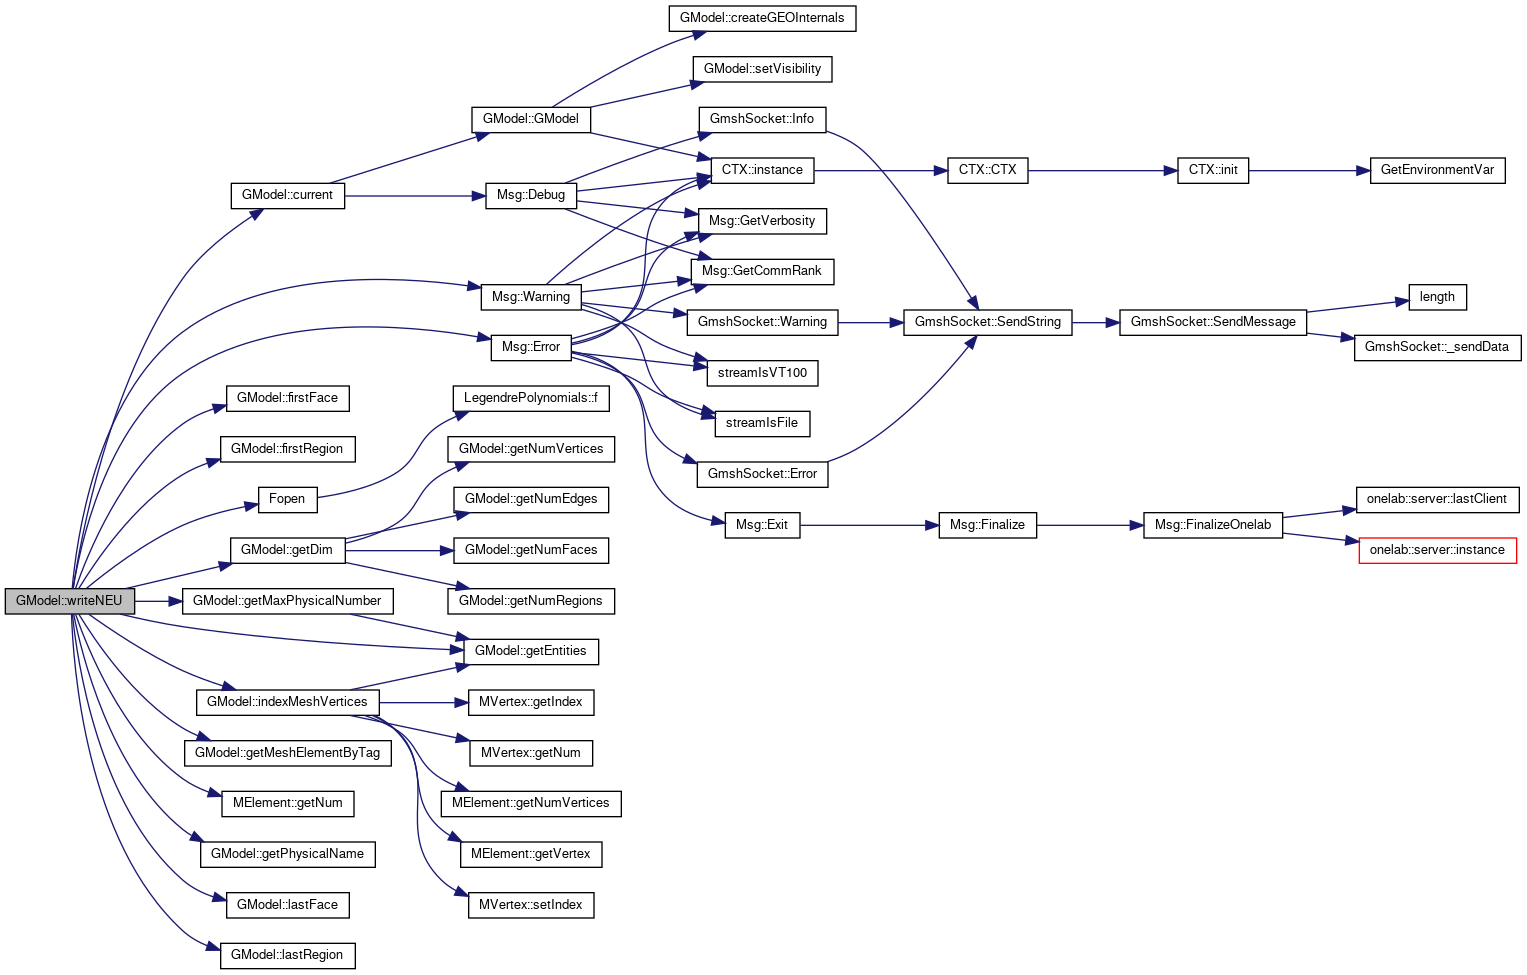 GModel::createGEOInternals
GModel::setVisibility
GModel::GModel
GmshSocket::Info
CTX::instance
CTX::CTX
CTX::init
GetEnvironmentVar
GModel::current
Msg::Debug
Msg::GetVerbosity
Msg::GetCommRank
Msg::Warning
length
GmshSocket::Warning
GmshSocket::SendString
GmshSocket::SendMessage
Msg::Error
GmshSocket::_sendData
streamIsVT100
GModel::firstFace
LegendrePolynomials::f
streamIsFile
GModel::firstRegion
GModel::getNumVertices
GmshSocket::Error
Fopen
GModel::getNumEdges
onelab::server::lastClient
Msg::Exit
Msg::Finalize
Msg::FinalizeOnelab
GModel::getDim
GModel::getNumFaces
onelab::server::instance
GModel::writeNEU
GModel::getMaxPhysicalNumber
GModel::getNumRegions
GModel::getEntities
GModel::indexMeshVertices
MVertex::getIndex
GModel::getMeshElementByTag
MVertex::getNum
MElement::getNum
MElement::getNumVertices
GModel::getPhysicalName
MElement::getVertex
GModel::lastFace
MVertex::setIndex
GModel::lastRegion